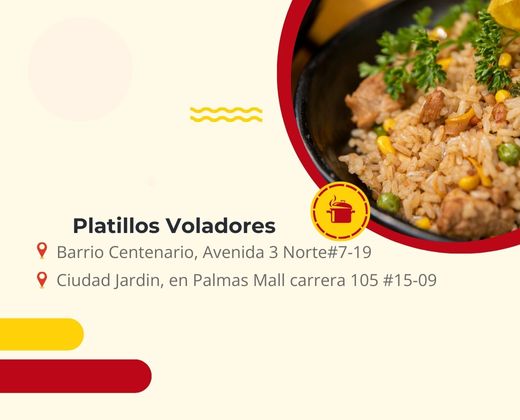 Platillos Voladores
Barrio Centenario, Avenida 3 Norte#7-19
Ciudad Jardin, en Palmas Mall carrera 105 #15-09